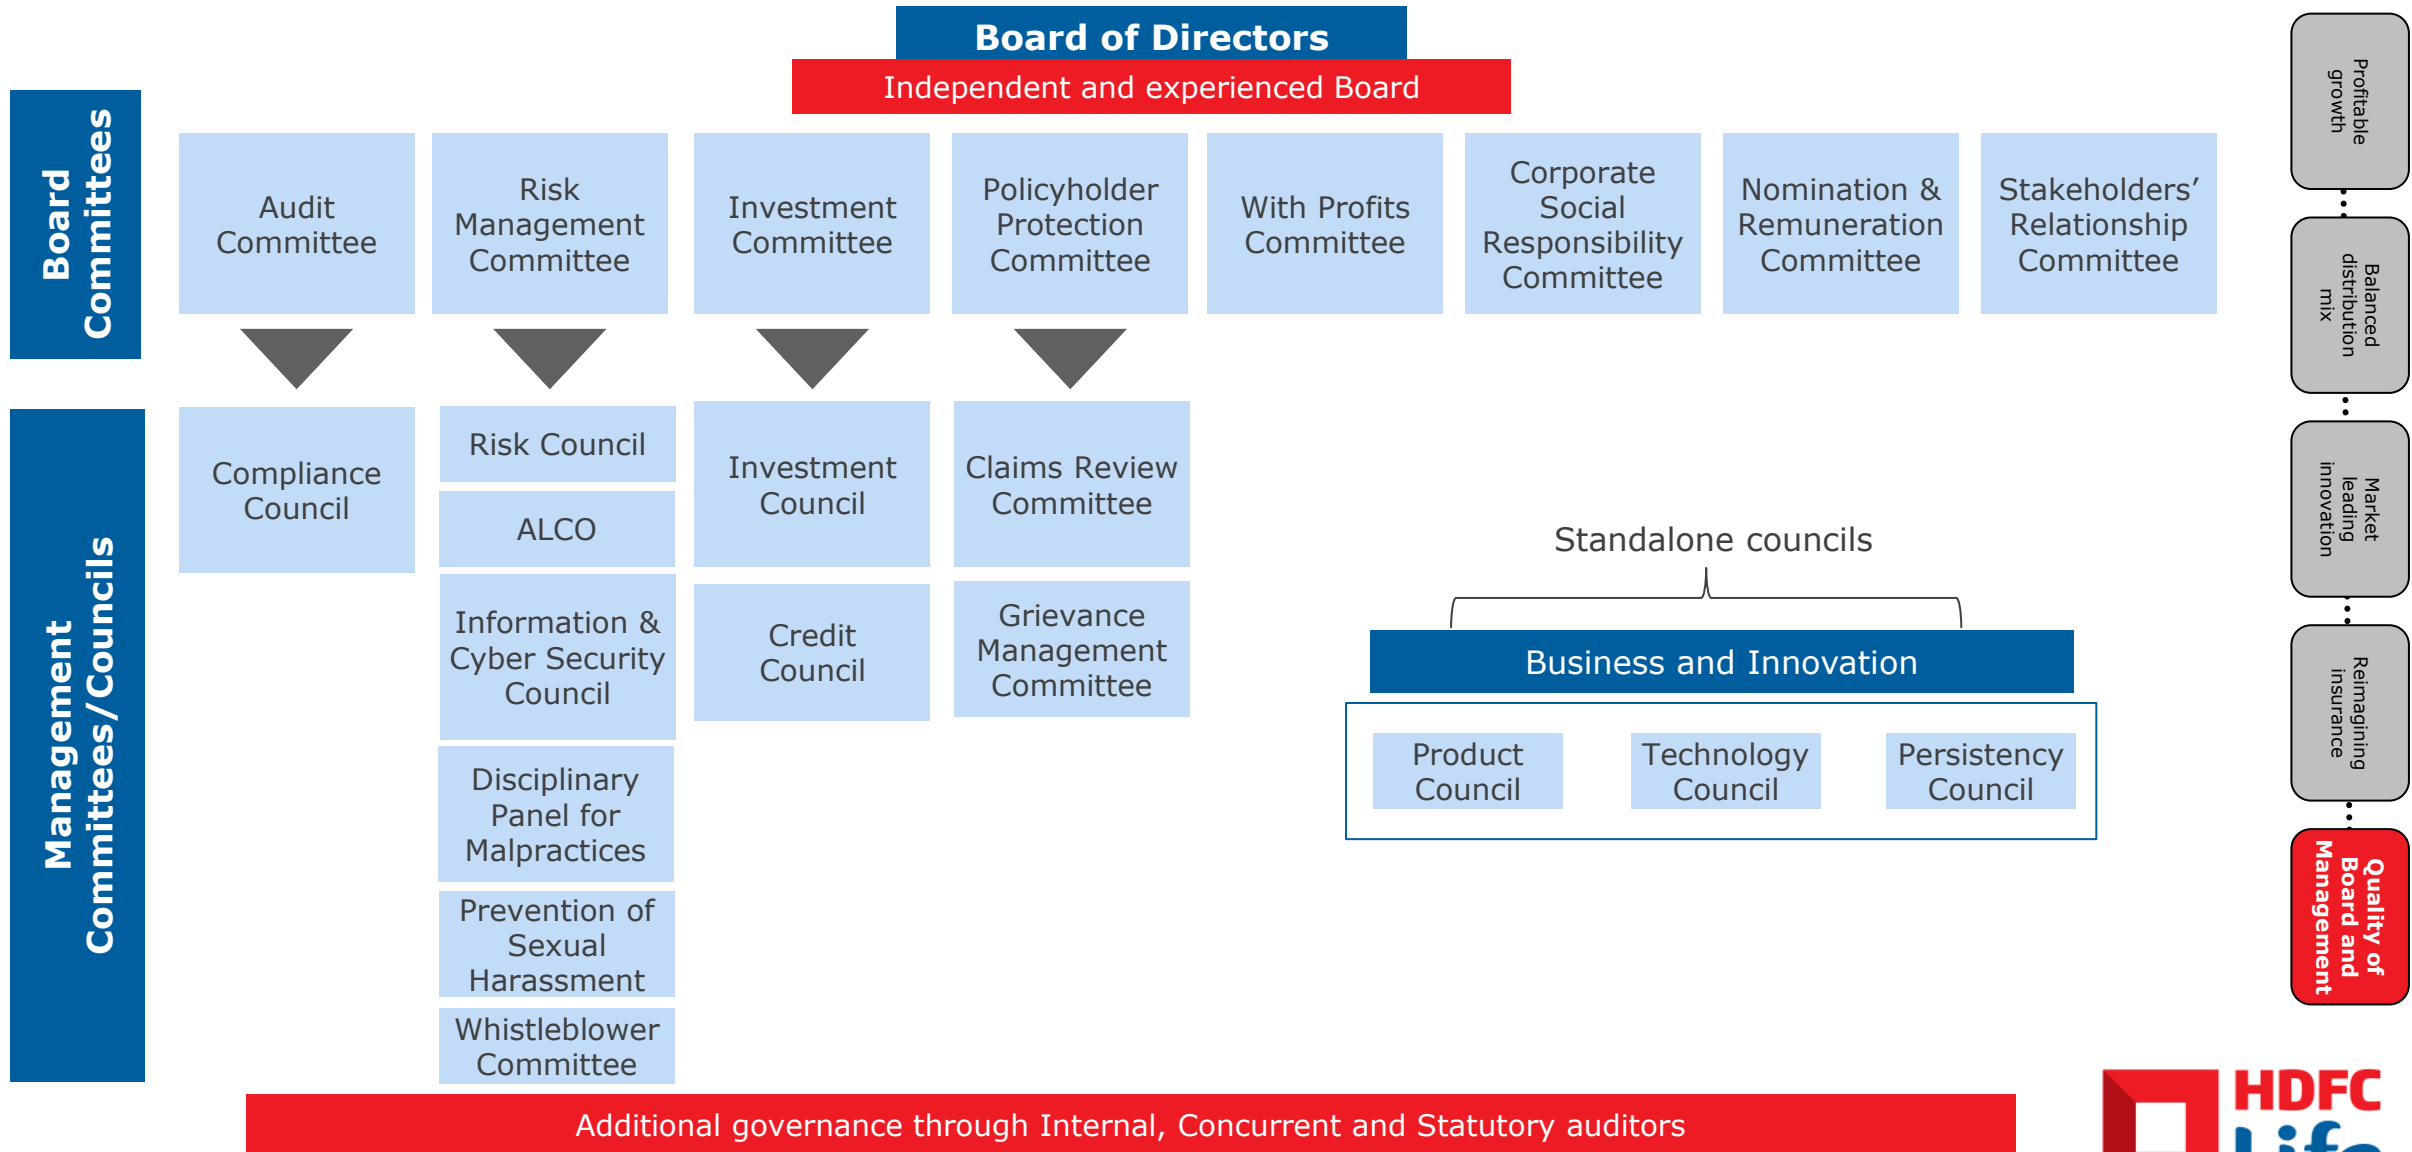 Board of Directors
Independent and experienced Board
Board
Committees
Audit
Committee
Risk
Management
Committee
Investment
Committee
Policyholder
Protection
Committee
With Profits
Committee
Corporate
Social
Responsibility
Committee
Nomination &
Remuneration
Committee
Stakeholders’
Relationship
Committee
Management
Committees/Councils
Compliance
Council
Risk Council
ALCO
Information &
Cyber Security
Council
Disciplinary
Panel for
Malpractices
Prevention of
Sexual
Harassment
Whistleblower
Committee
Investment
Council
Credit
Council
Claims Review
Committee
Grievance
Management
Committee
Standalone councils
Business and Innovation
Product
Council
Technology
Council
Persistency
Council
Additional governance through Internal, Concurrent and Statutory auditors
Profitable
growth
Balanced
distribution
mix
Market
leading
innovation
Reimagining
insurance
Quality of
Board and
Management
HDFC
Life